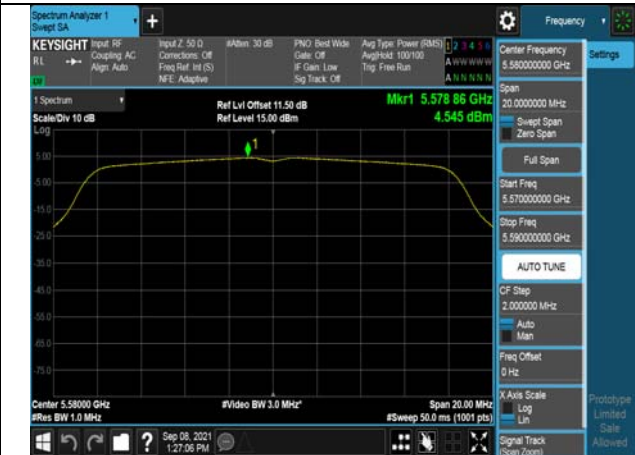 Spectrum Analyzer 1
Swept SA
+
Frequency
KEYSIGHT
RL
Input: RF
Coupling: AC
Align: Auto
Input Z: 50 Ω
Corrections: Off
Freq Ref: Int (S)
NFE: Adaptive
#Atten: 30 dB
PNO: Best Wide
Gate: Off
IF Gain: Low
Sig Track: Off
Avg Type: Power (RMS)
Avg|Hold: 100/100
Trig: Free Run
1 2 3 4 5 6
A W W W W W
A N N N N N
1 Spectrum
Scale/Div 10 dB
Log
Ref Lvl Offset 11.50 dB
Ref Level 15.00 dBm
Mkr1 5.578 86 GHz
4.545 dBm
1
5.00
-5.00
-15.0
-25.0
-35.0
-45.0
-55.0
-65.0
-75.0
Center 5.58000 GHz
#Res BW 1.0 MHz
#Video BW 3.0 MHz*
Span 20.00 MHz
#Sweep 50.0 ms (1001 pts)
Sep 08, 2021
1:27:06 PM
?
Center Frequency
5.580000000 GHz
Settings
Span
20.0000000 MHz
Swept Span
Zero Span
Full Span
Start Freq
5.570000000 GHz
Stop Freq
5.590000000 GHz
AUTO TUNE
CF Step
2.000000 MHz
Auto
Man
Freq Offset
0 Hz
X Axis Scale
Log
Lin
Signal Track
(Span Zoom)
Prototype
Limited
Sale
Allowed